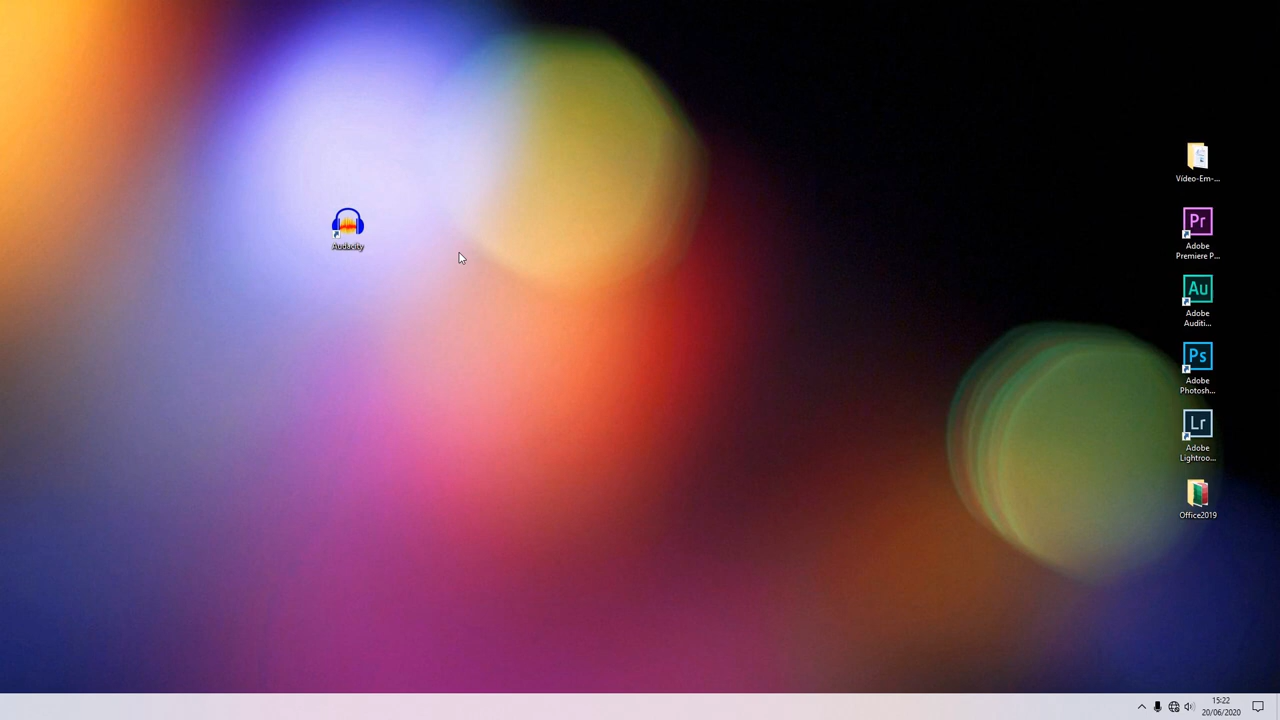 Vídeo-Em-...
Audacity
Pr
Adobe
Premiere P...
Au
Adobe
Auditi...
Ps
Adobe
Photosh...
Lr
Adobe
Lightroo...
Office2019
15:22
20/06/2020